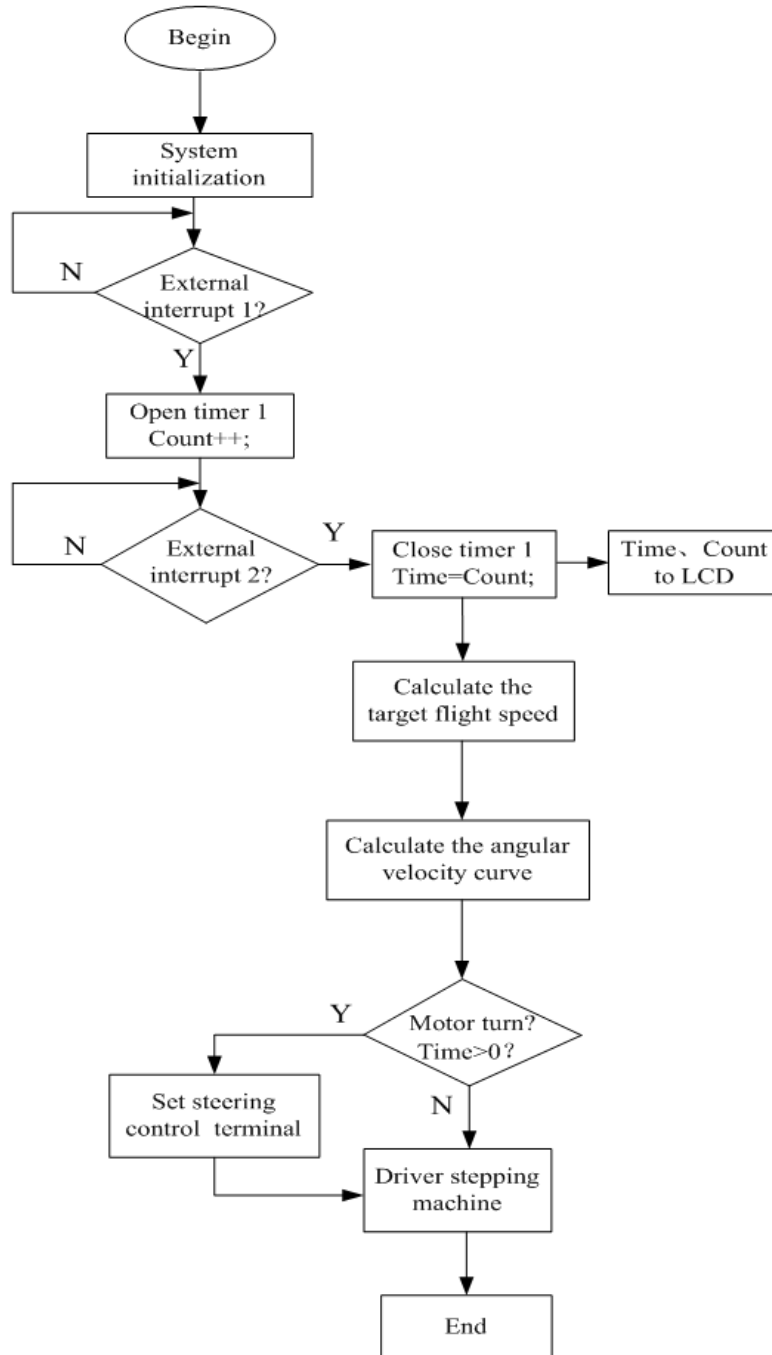 Begin
System
initialization
N
External
interrupt 1?
Y
Open timer 1
Count++;
N
External
interrupt 2?
Y
Close timer 1
Time=Count;
Time、Count
to LCD
Calculate the
target flight speed
Calculate the angular
velocity curve
Y
Motor turn?
Time>0？
N
Set steering
control terminal
Driver stepping
machine
End